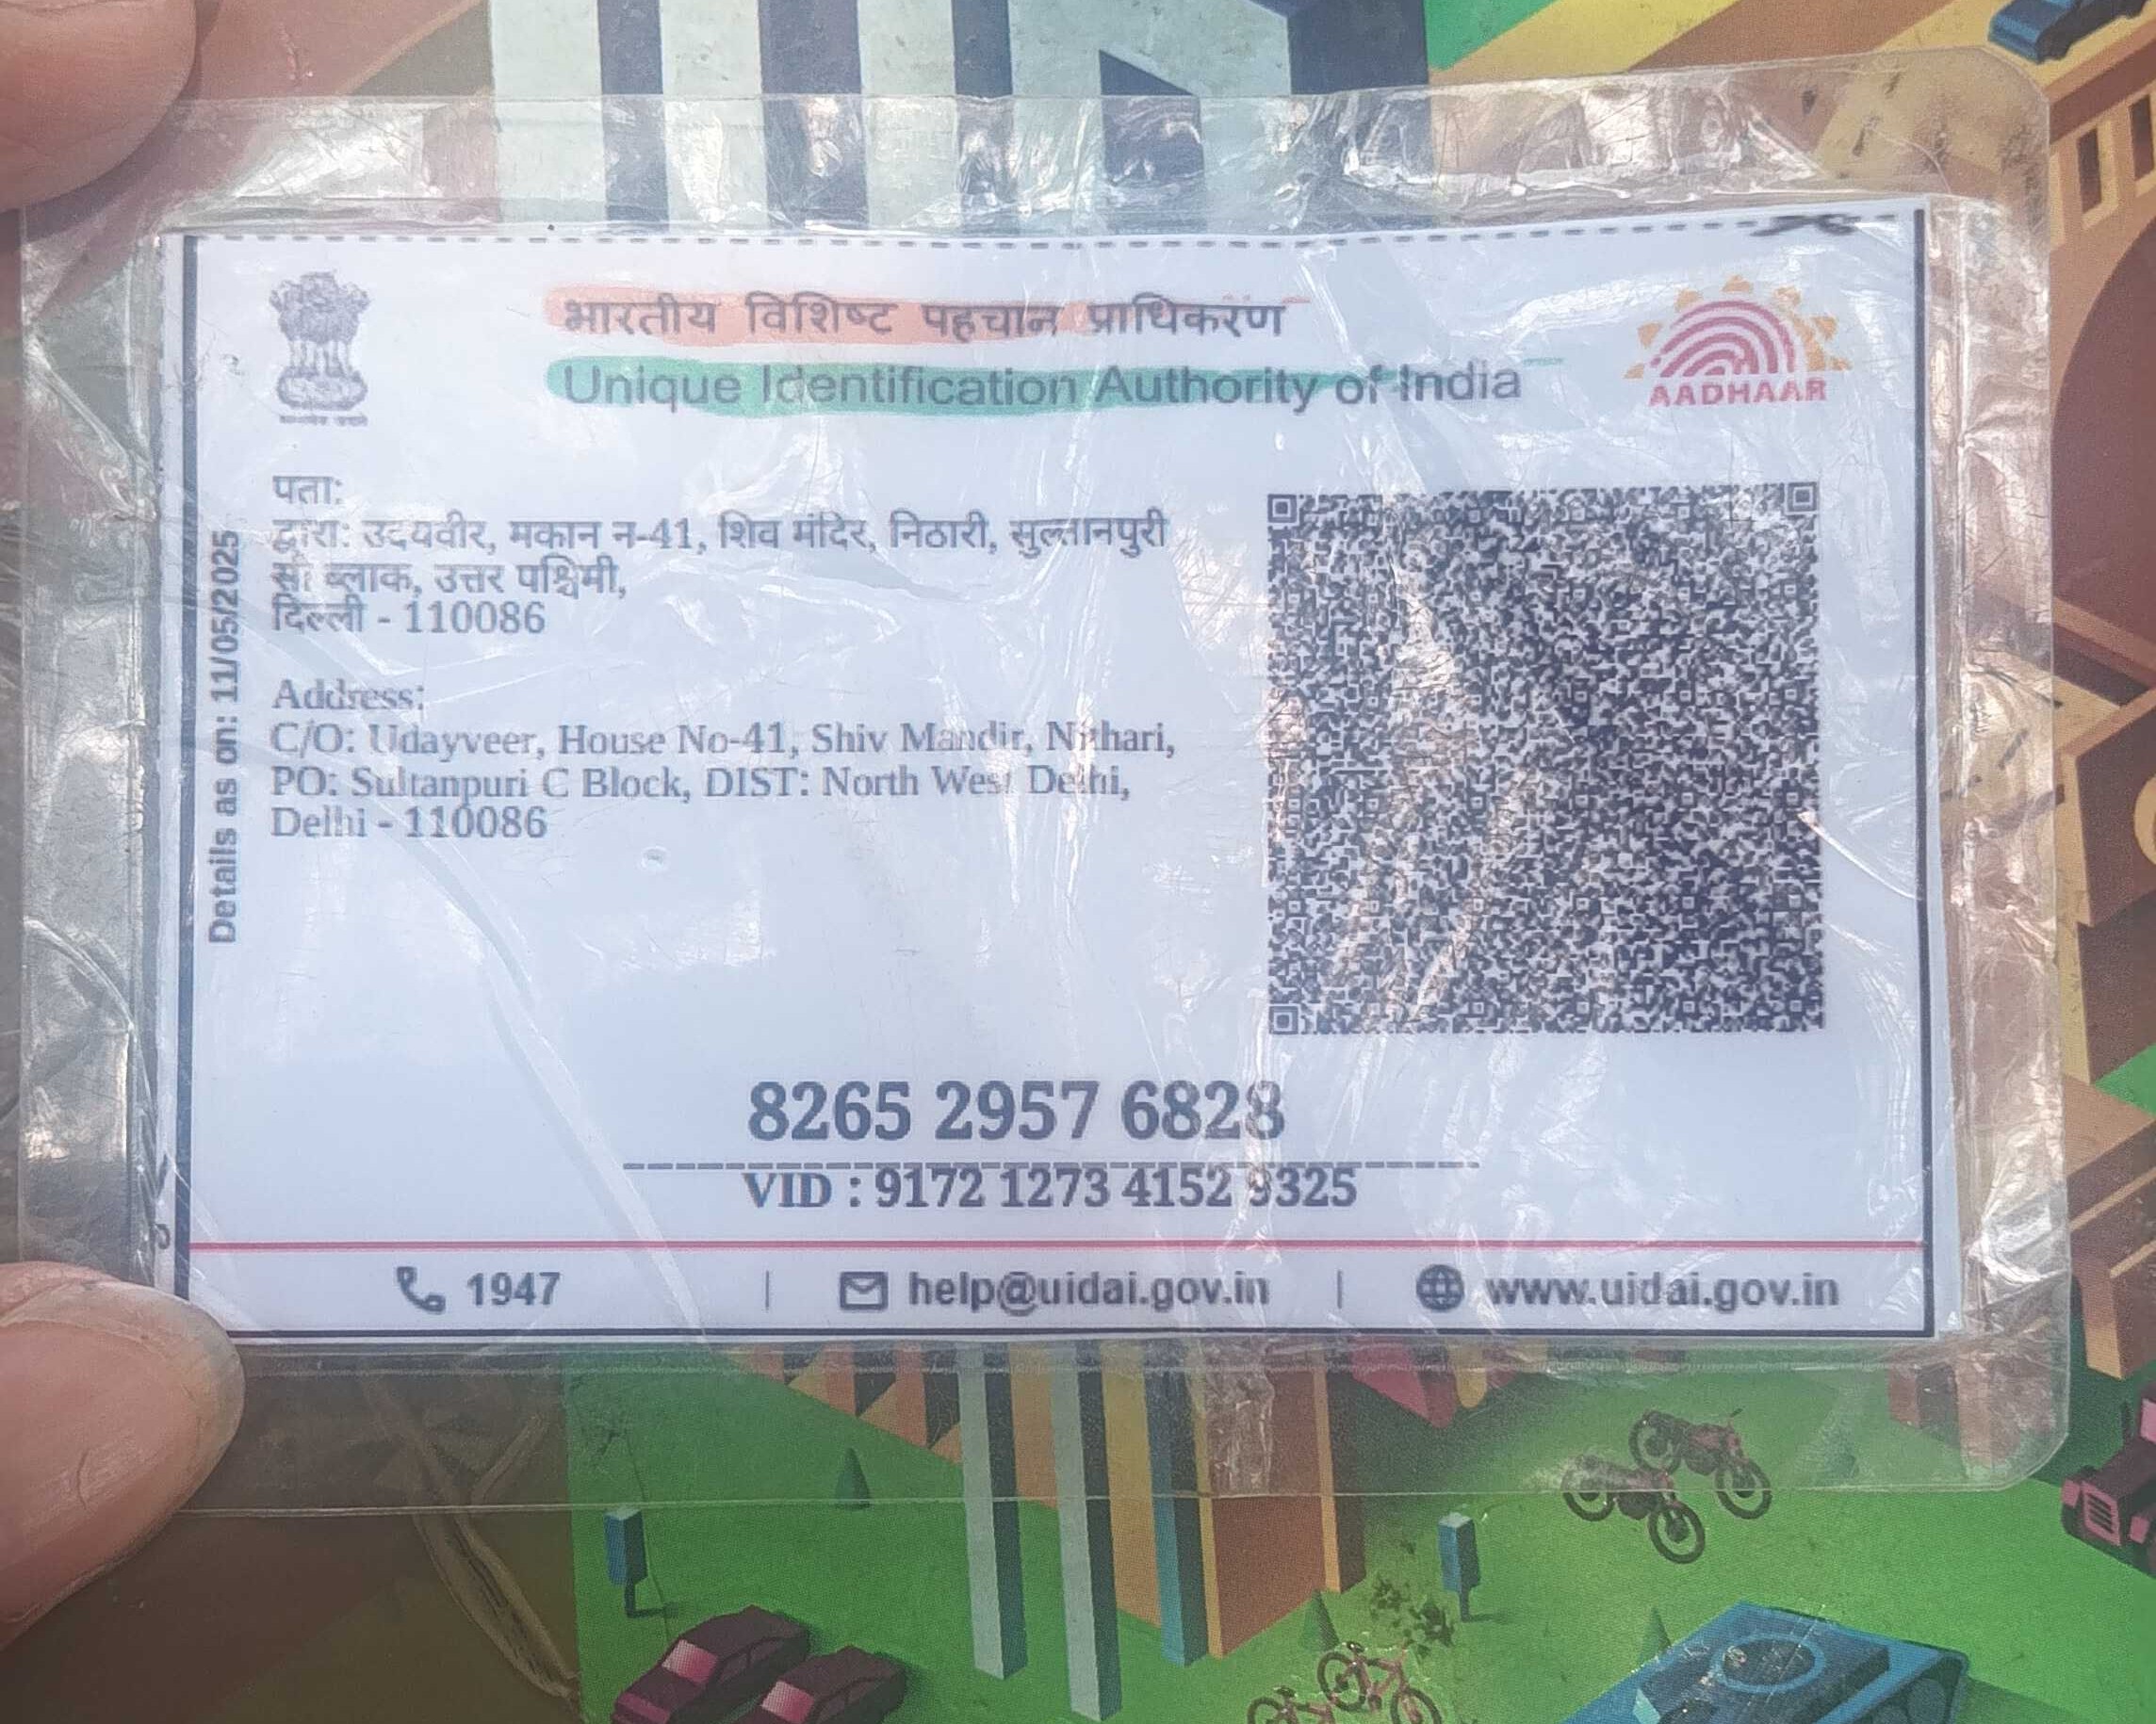 भारतीय विशिष्ट पहचान प्राधिकरण
Unique Identification Authority of India
AADHAAR
पता:
द्वारा: उदयवीर, मकान न-41, शिव मंदिर, निठारी, सुल्तानपुरी
सी ब्लाक, उत्तर पश्चिमी,
दिल्ली - 110086
Details as on: 11/05/2025
Address:
C/O: Udayveer, House No-41, Shiv Mandir, Nithari,
PO: Sultanpuri C Block, DIST: North West Delhi,
Delhi - 110086
8265 2957 6828
VID : 9172 1273 4152 9325
1947 | help@uidai.gov.in | www.uidai.gov.in